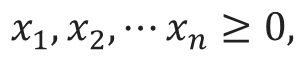 x₁, x₂, ⋯ xₙ ≥ 0,